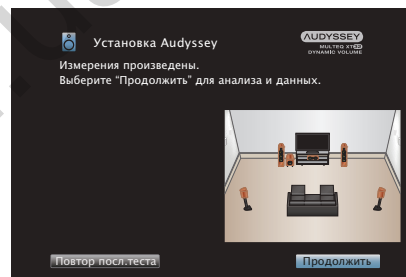 Установка Audyssey
AUDYSSEY
MULTEQ XT32
DYNAMIC VOLUME
Измерения произведены.
Выберите “Продолжить” для анализа и данных.
Повтор посл.теста
Продолжить